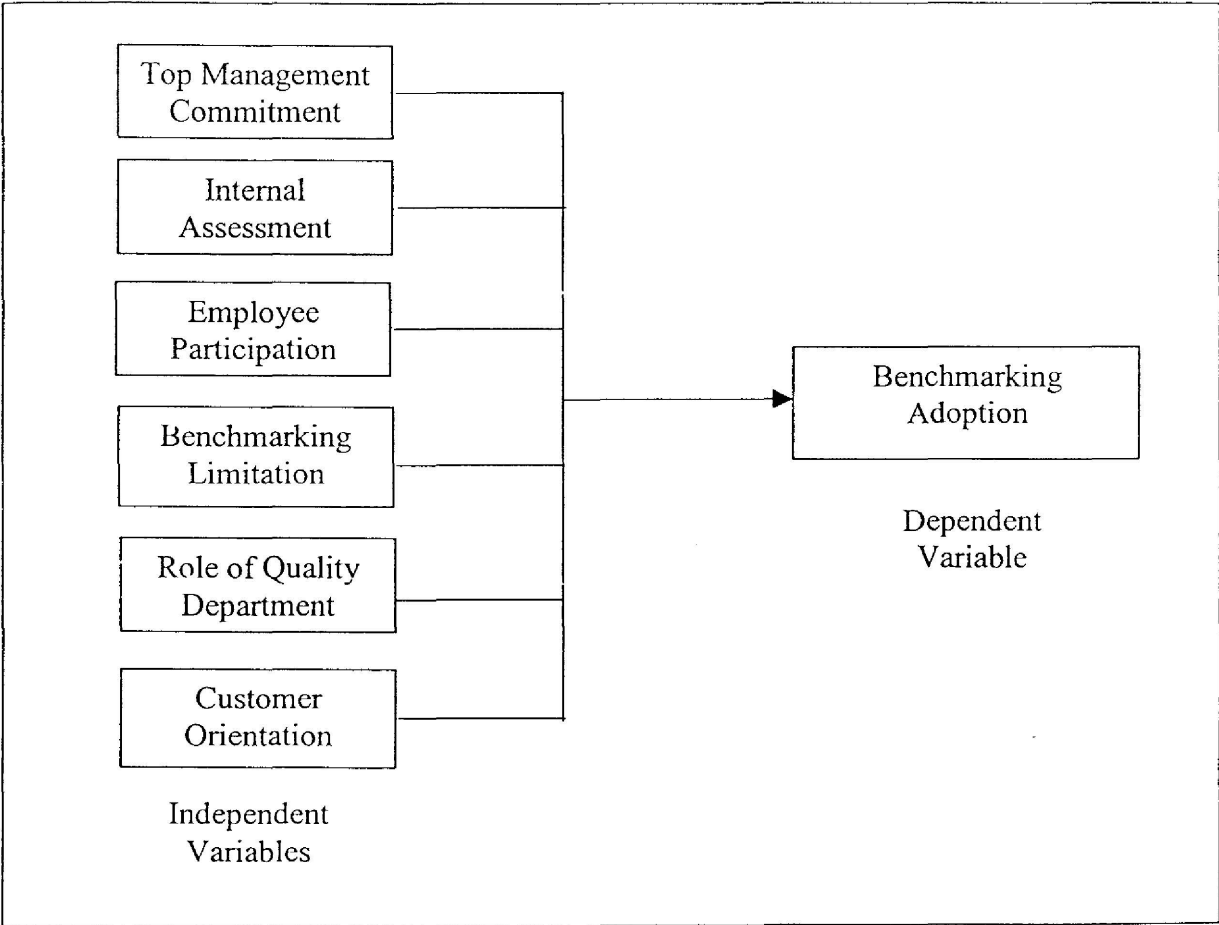 Top Management
Commitment
Internal
Assessment
Employee
Participation
Benchmarking
Limitation
Role of Quality
Department
Customer
Orientation
Independent
Variables
Benchmarking
Adoption
Dependent
Variable